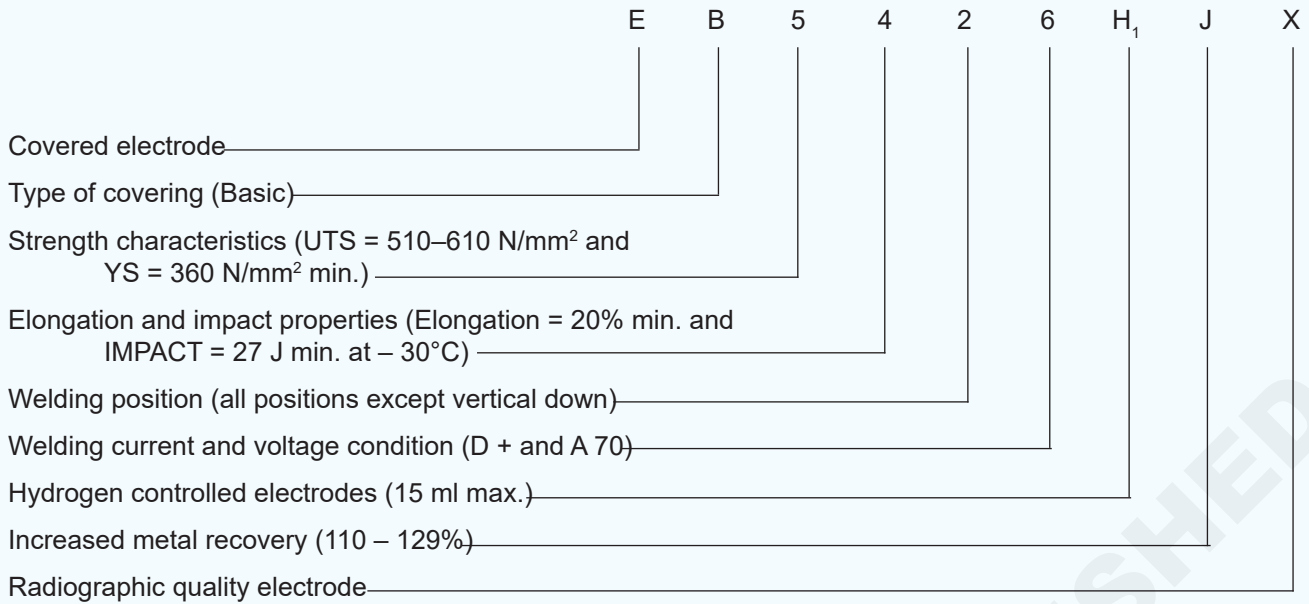 E B 5 4 2 6 H₁ J X
Covered electrode
Type of covering (Basic)
Strength characteristics (UTS = 510–610 N/mm² and
YS = 360 N/mm² min.)
Elongation and impact properties (Elongation = 20% min. and
IMPACT = 27 J min. at – 30°C)
Welding position (all positions except vertical down)
Welding current and voltage condition (D + and A 70)
Hydrogen controlled electrodes (15 ml max.)
Increased metal recovery (110 – 129%)
Radiographic quality electrode
SHED